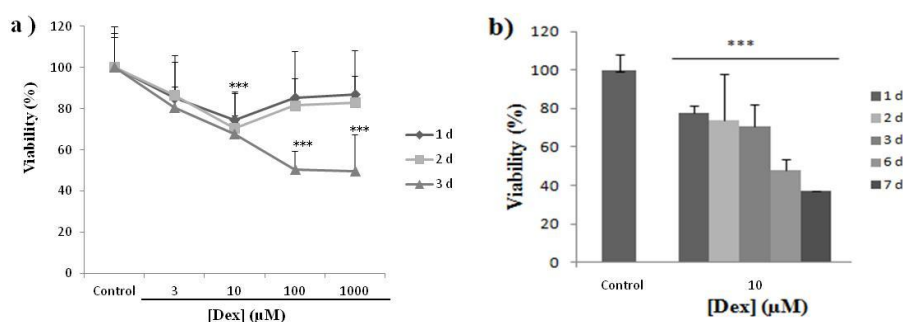 a )
120
100
80
60
40
20
0
Viability (%)
***
***
***
Control 3 10 100 1000
[Dex] (µM)
1 d
2 d
3 d
b)
120
100
80
60
40
20
0
Viability (%)
***
Control 10
[Dex] (µM)
1 d
2 d
3 d
6 d
7 d